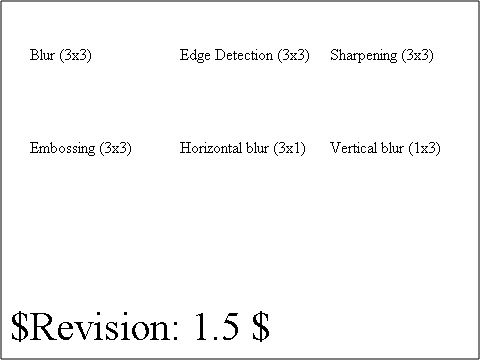 Blur (3x3) Edge Detection (3x3) Sharpening (3x3)
Embossing (3x3) Horizontal blur (3x1) Vertical blur (1x3)
$Revision: 1.5 $